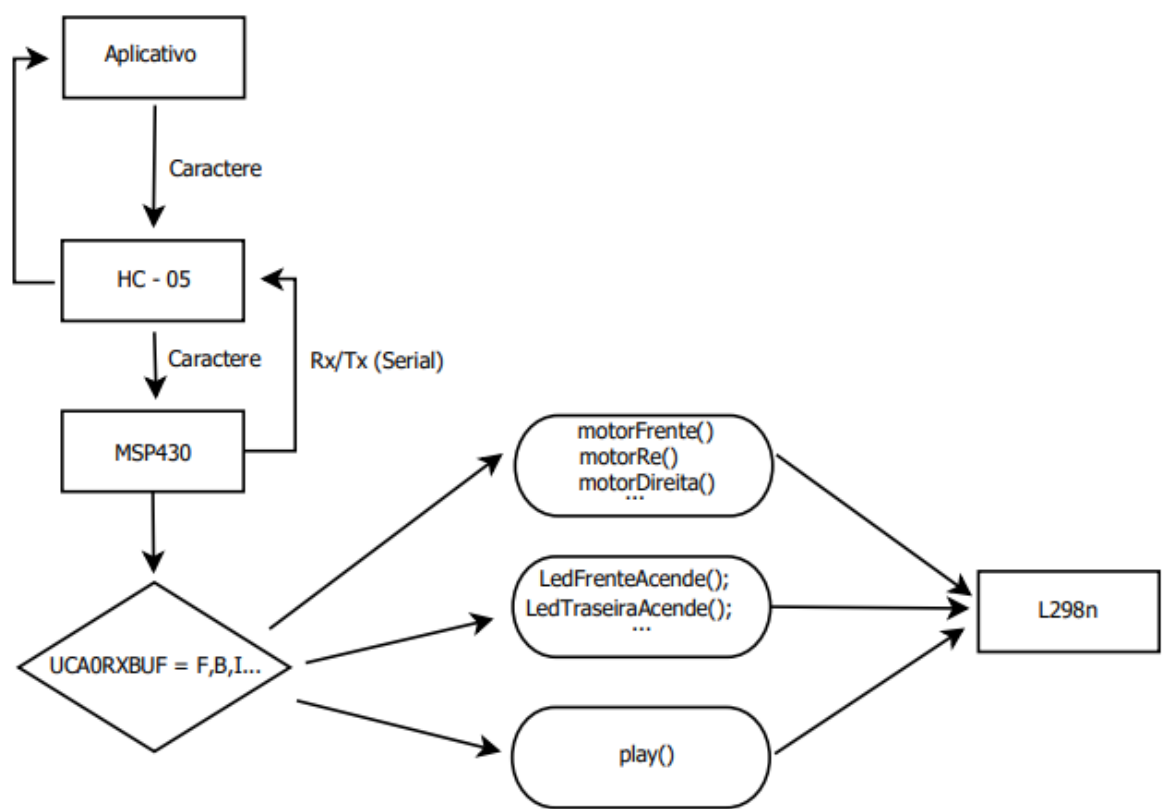 Aplicativo
Caractere
HC - 05
Caractere
Rx/Tx (Serial)
MSP430
motorFrente()
motorRe()
motorDireita()
...
LedFrenteAcende();
LedTraseiraAcende();
...
L298n
UCA0RXBUF = F,B,I...
play()